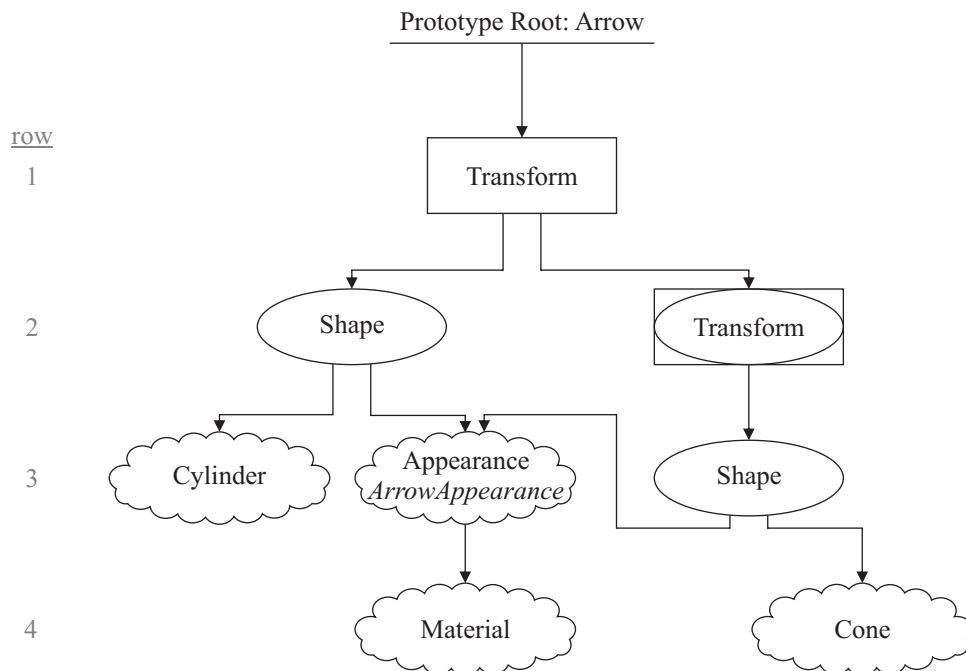 Prototype Root: Arrow
row
1
Transform
2
Shape
Transform
3
Cylinder
Appearance
ArrowAppearance
Shape
4
Material
Cone